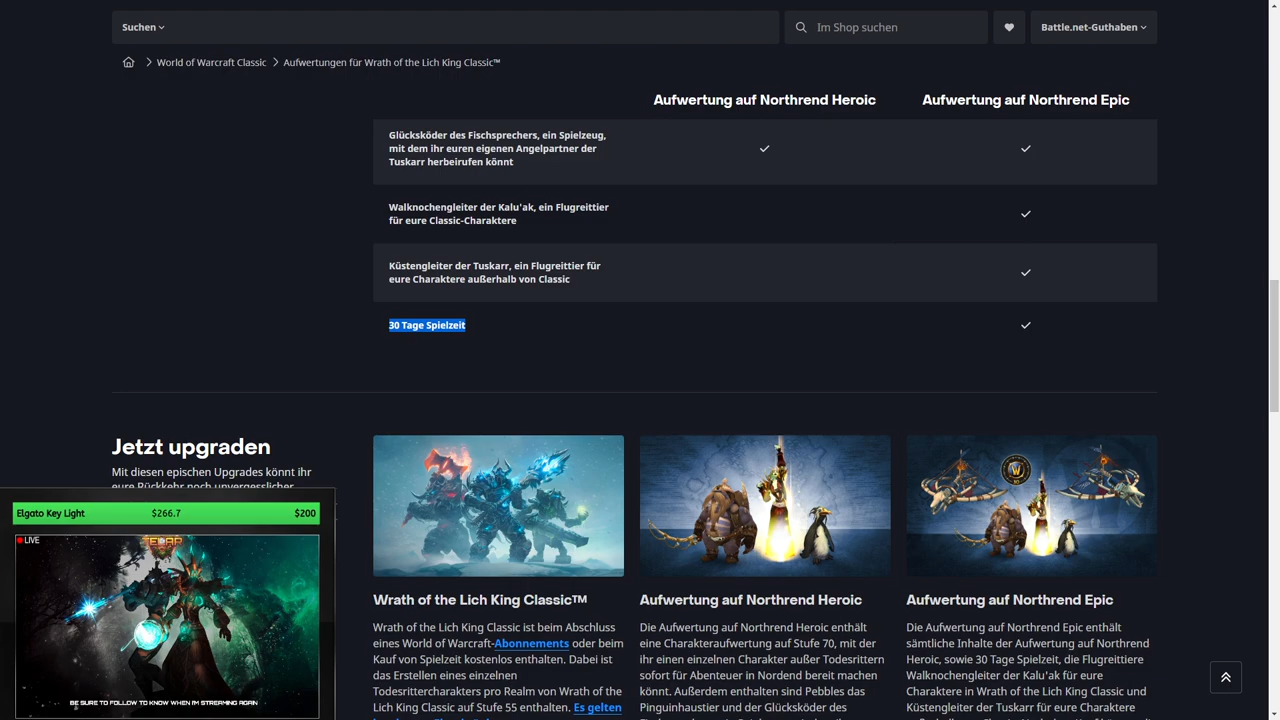 Suchen
Im Shop suchen
Battle.net-Guthaben
World of Warcraft Classic
Aufwertungen für Wrath of the Lich King Classic™
Aufwertung auf Northrend Heroic
Aufwertung auf Northrend Epic
Glücksköder des Fischsprechers, ein Spielzeug,
mit dem ihr euren eigenen Angelpartner der
Tuskarr herbeirufen könnt
Walknochengleiter der Kalu'ak, ein Flugreittier
für eure Classic-Charaktere
Küstengleiter der Tuskarr, ein Flugreittier für
eure Charaktere außerhalb von Classic
30 Tage Spielzeit
Jetzt upgraden
Mit diesen epischen Upgrades könnt ihr
eure Rückkehr noch unvergesslicher
Elgato Key Light
$266.7
$200
LIVE
BE SURE TO FOLLOW TO KNOW WHEN I'M STREAMING AGAIN
Wrath of the Lich King Classic™
Wrath of the Lich King Classic ist beim Abschluss
eines World of Warcraft-Abonnements oder beim
Kauf von Spielzeit kostenlos enthalten. Dabei ist
das Erstellen eines einzelnen
Todesrittercharakters pro Realm von Wrath of the
Lich King Classic auf Stufe 55 enthalten. Es gelten
Aufwertung auf Northrend Heroic
Die Aufwertung auf Northrend Heroic enthält
eine Charakteraufwertung auf Stufe 70, mit der
ihr einen einzelnen Charakter außer Todesrittern
sofort für Abenteuer in Nordend bereit machen
könnt. Außerdem enthalten sind Pebbles das
Pinguinhaustier und der Glücksköder des
Aufwertung auf Northrend Epic
Die Aufwertung auf Northrend Epic enthält
sämtliche Inhalte der Aufwertung auf Northrend
Heroic, sowie 30 Tage Spielzeit, die Flugreittiere
Walknochengleiter der Kalu'ak für eure
Charaktere in Wrath of the Lich King Classic und
Küstengleiter der Tuskarr für eure Charaktere